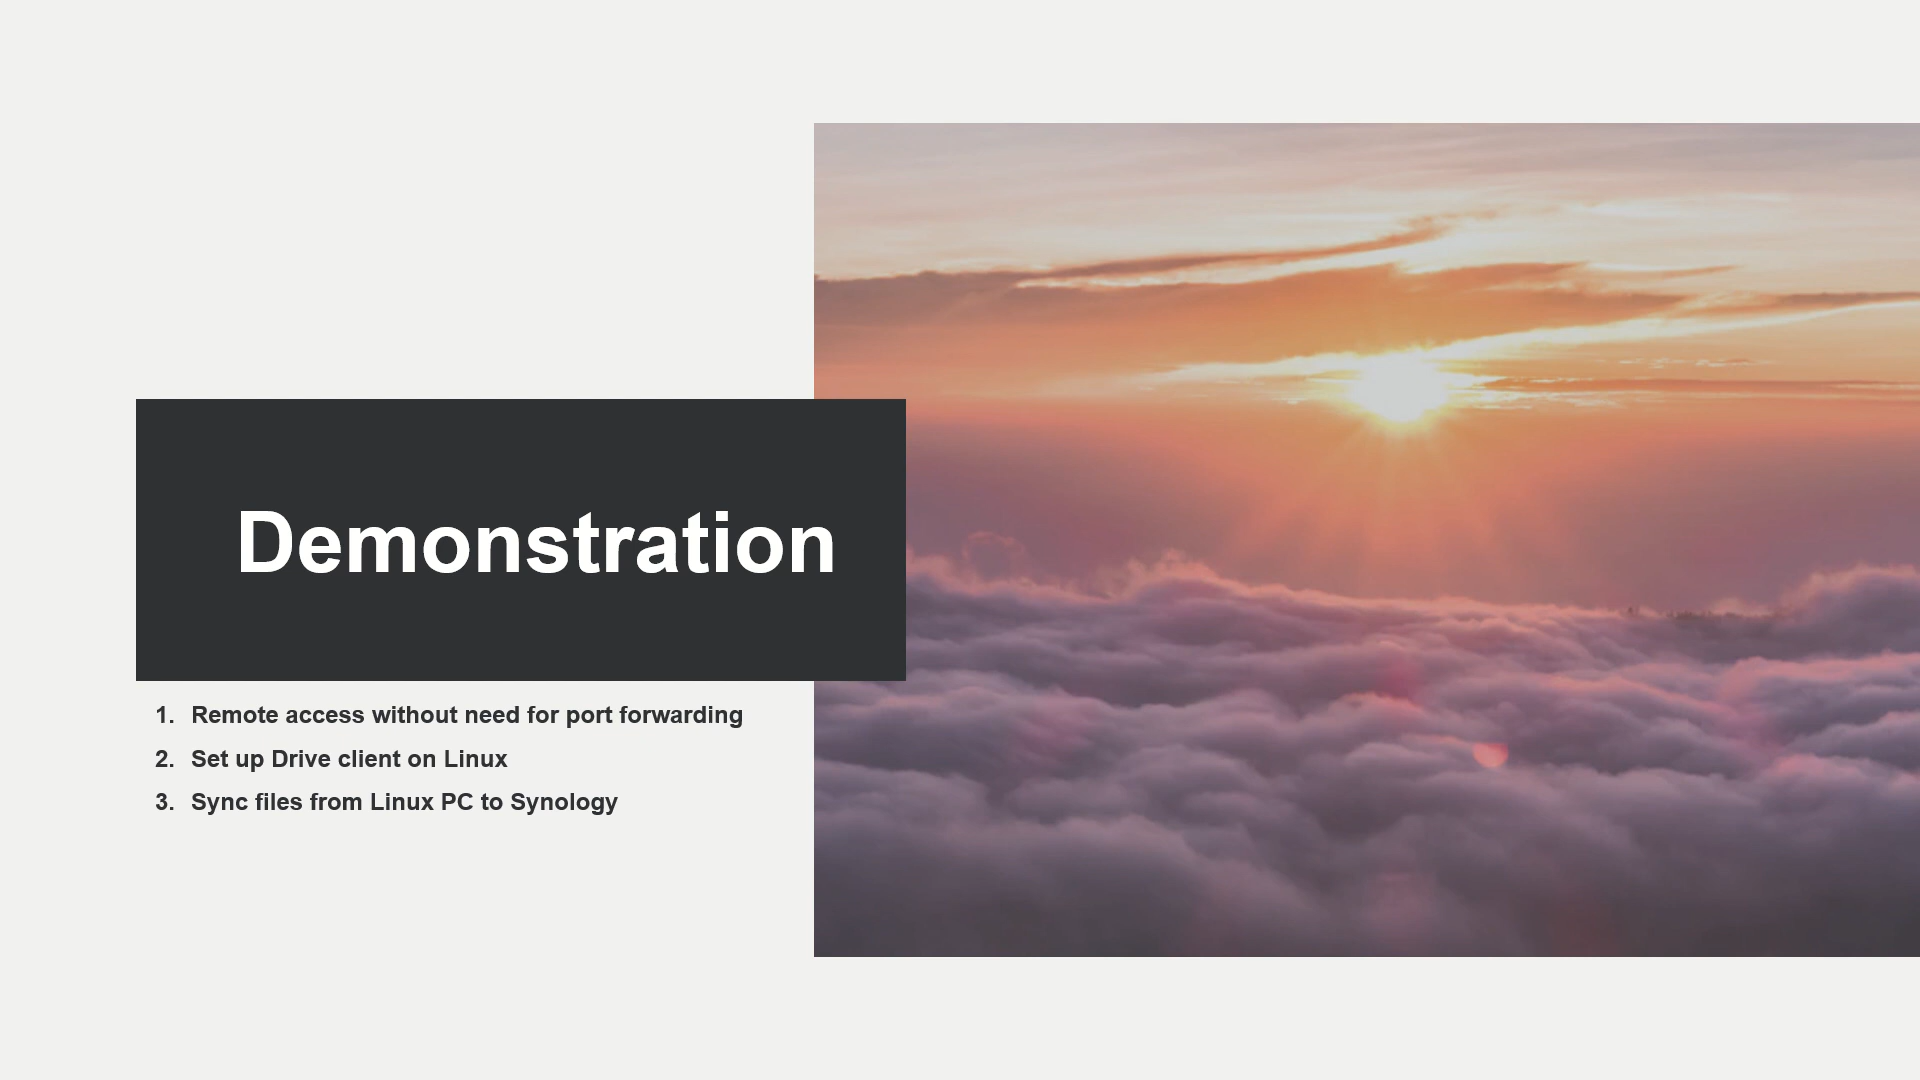 Demonstration
1. Remote access without need for port forwarding
2. Set up Drive client on Linux
3. Sync files from Linux PC to Synology